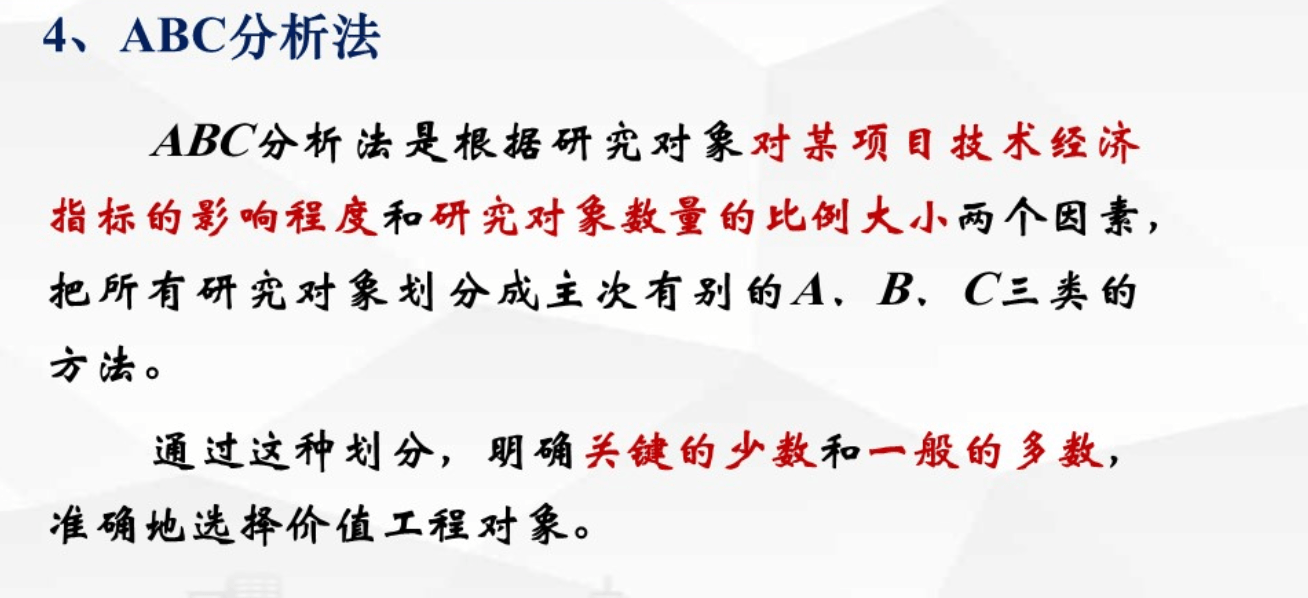 4、ABC分析法
ABC分析法是根据研究对象对某项目技术经济
指标的影响程度和研究对象数量的比例大小两个因素，
把所有研究对象划分成主次有别的A、B、C三类的
方法。
通过这种划分，明确关键的少数和一般的多数，
准确地选择价值工程对象。